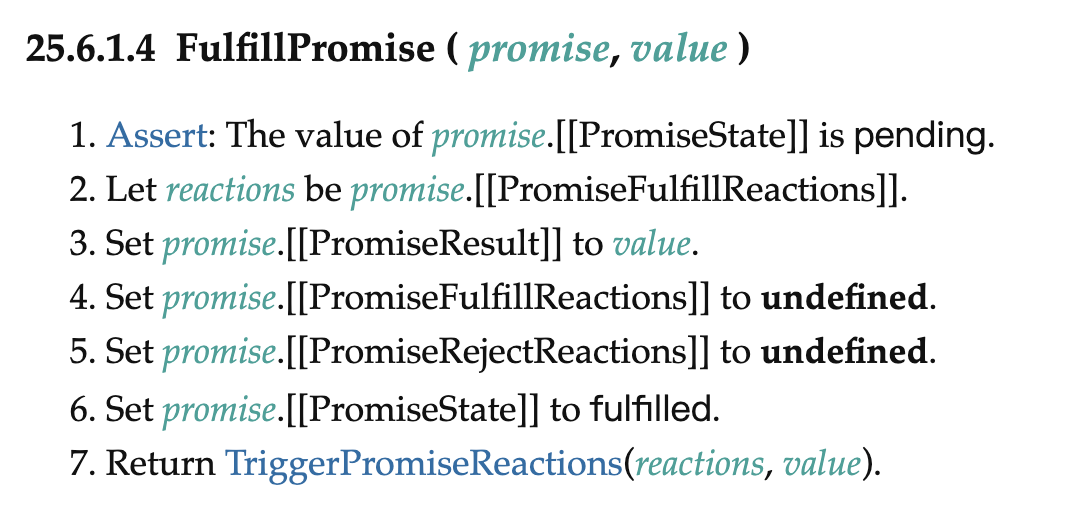 25.6.1.4 FulfillPromise ( promise, value )
1. Assert: The value of promise.[[PromiseState]] is pending.
2. Let reactions be promise.[[PromiseFulfillReactions]].
3. Set promise.[[PromiseResult]] to value.
4. Set promise.[[PromiseFulfillReactions]] to undefined.
5. Set promise.[[PromiseRejectReactions]] to undefined.
6. Set promise.[[PromiseState]] to fulfilled.
7. Return TriggerPromiseReactions(reactions, value).